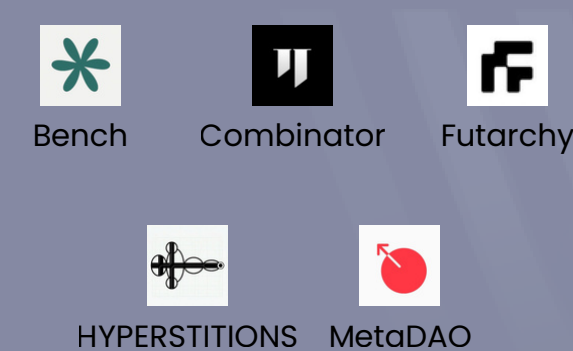 Bench
Combinator
Futarchy
HYPERSTITIONS
MetaDAO